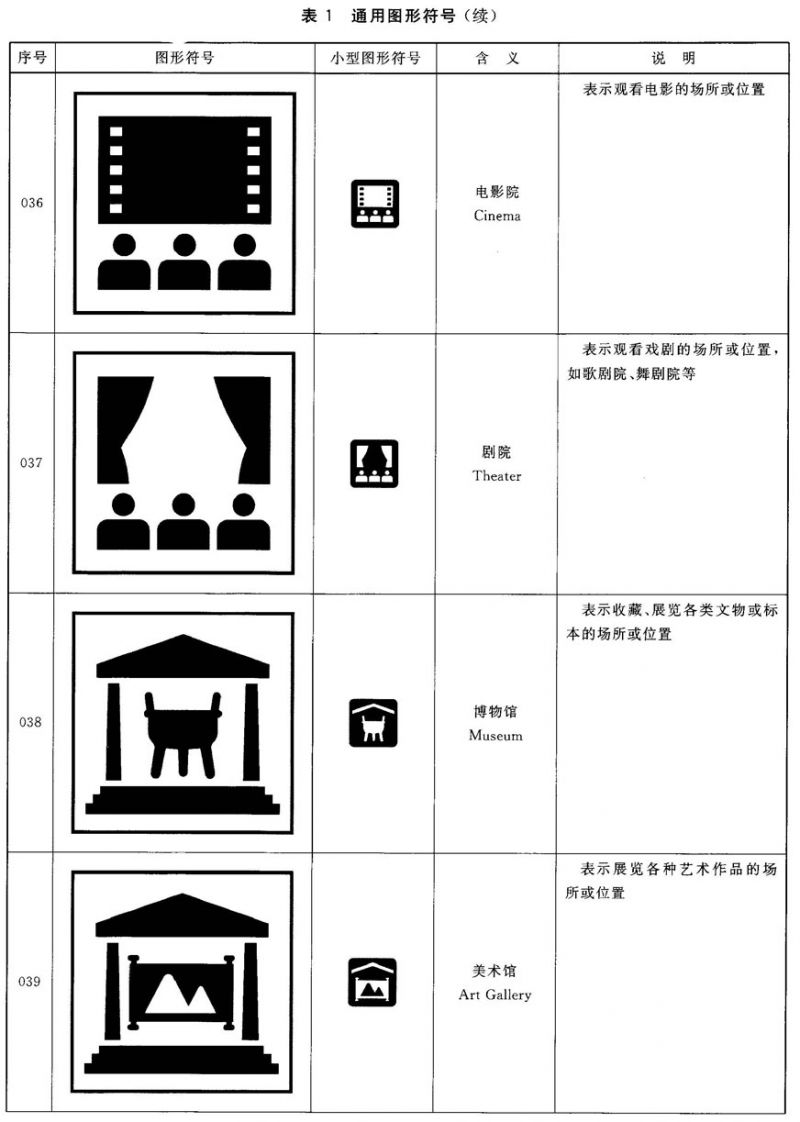 表 1 通用图形符号(续)
序号 图形符号 小型图形符号 含 义 说 明
036
电影院
Cinema
表示观看电影的场所或位置
037
剧院
Theater
表示观看戏剧的场所或位置,
如歌剧院、舞剧院等
038
博物馆
Museum
表示收藏、展览各类文物或标
本的场所或位置
039
美术馆
Art Gallery
表示展览各种艺术作品的场
所或位置